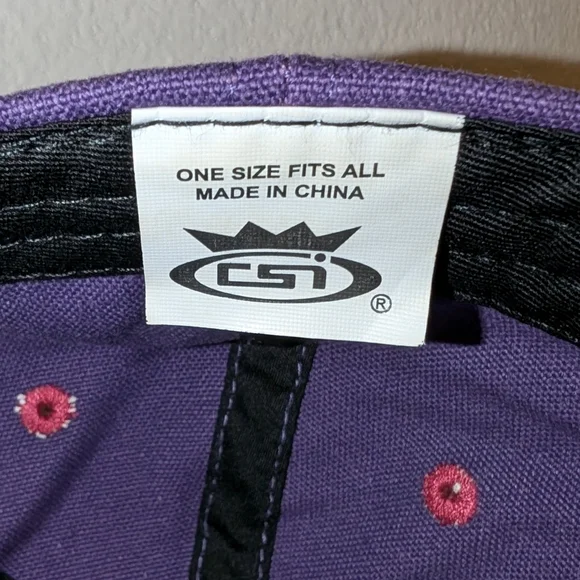 ONE SIZE FITS ALL
MADE IN CHINA
CSI
®